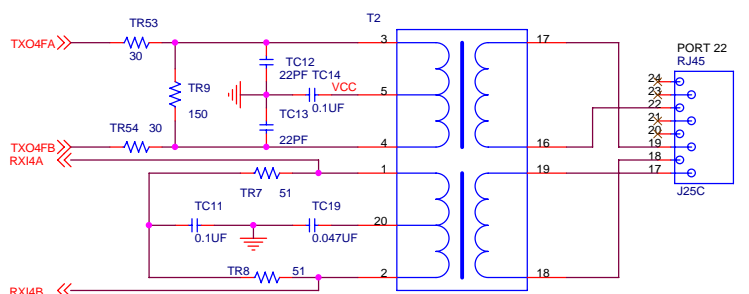 T2
TR53
TXO4FA
30
3
17
PORT 22
RJ45
TC12
22PF
TC14
VCC
5
0.1UF
TR9
150
TC13
22PF
24
23
22
21
20
19
18
17
TR54
30
TXO4FB
4
16
RXI4A
1
19
J25C
TR7
51
TC11
0.1UF
TC19
0.047UF
20
TR8
51
2
18
RXI4B